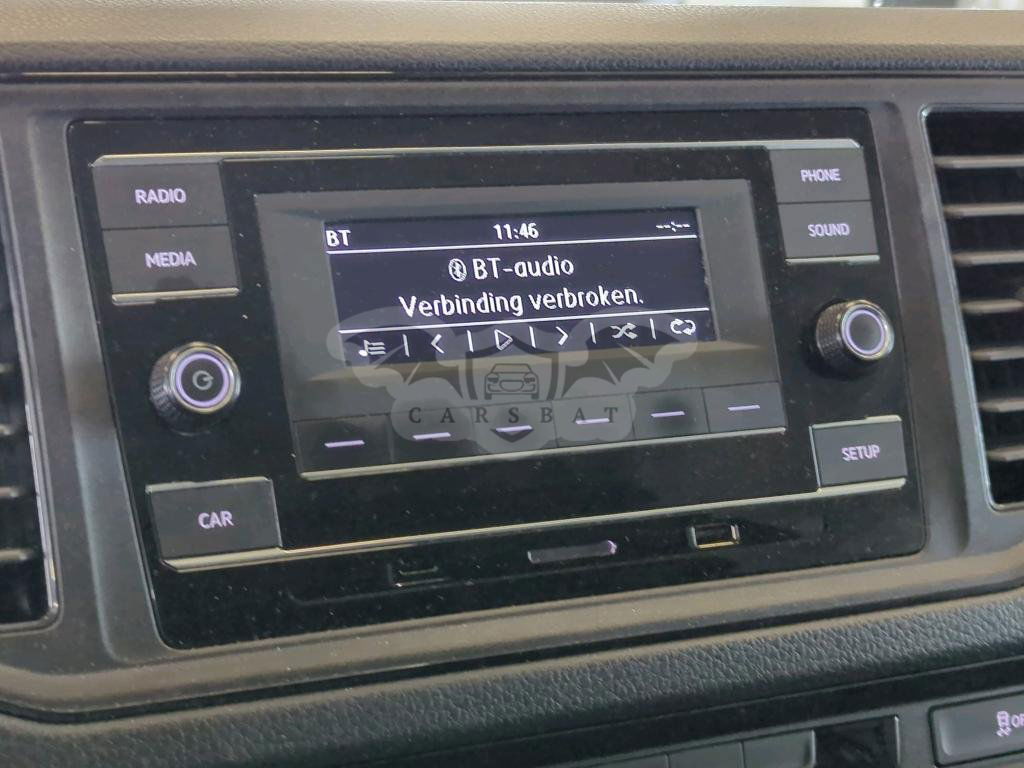 RADIO
MEDIA
PHONE
SOUND
BT 11:46 --:--
BT-audio
Verbinding verbroken.
CARSBAT
CAR
SETUP